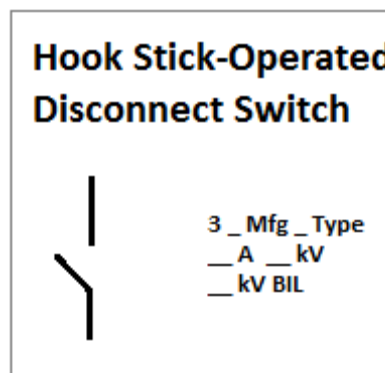 Hook Stick-Operated
Disconnect Switch
3 _ Mfg _ Type
__ A __ kV
__ kV BIL